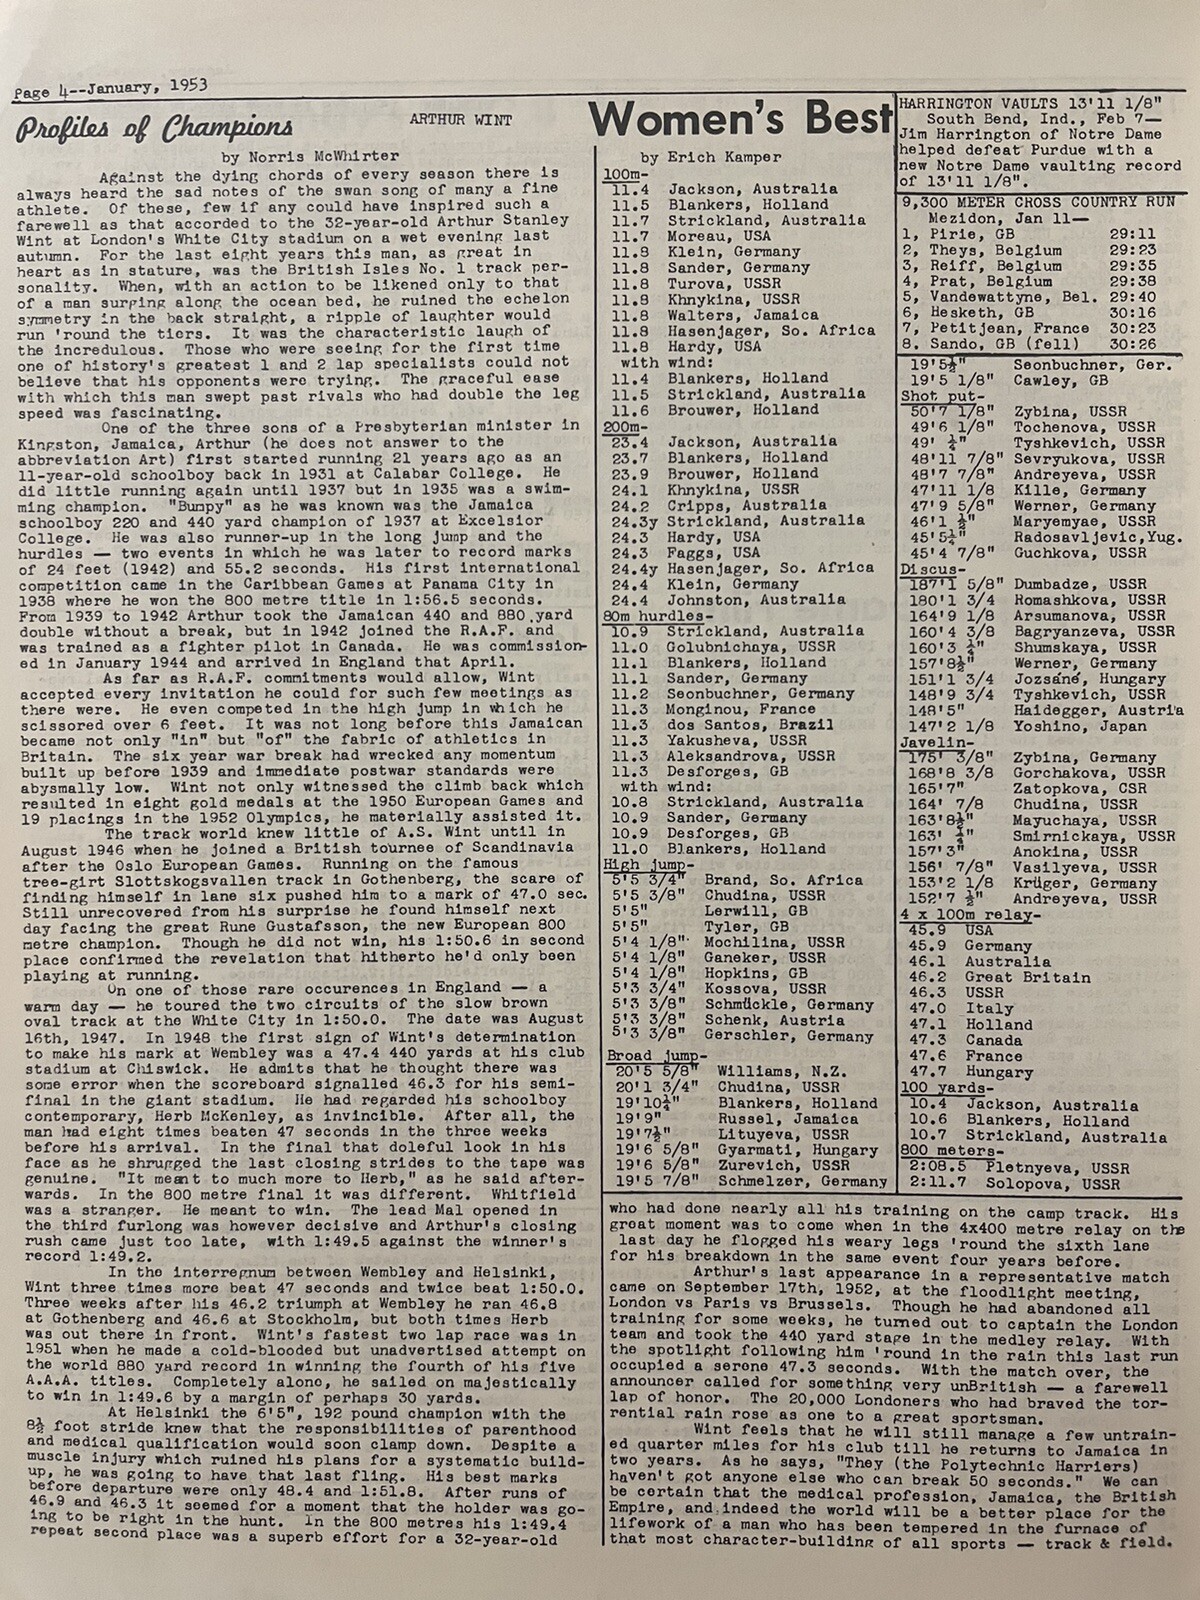 Page 4--January, 1953
Profiles of Champions
ARTHUR WINT
by Norris McWhirter
Against the dying chords of every season there is
always heard the sad notes of the swan song of many a fine
athlete. Of these, few if any could have inspired such a
farewell as that accorded to the 32-year-old Arthur Stanley
Wint at London's White City stadium on a wet evening last
autumn. For the last eight years this man, as great in
heart as in stature, was the British Isles No. 1 track per-
sonality. When, with an action to be likened only to that
of a man surging along the ocean bed, he ruined the echelon
symmetry in the back straight, a ripple of laughter would
run 'round the tiers. It was the characteristic laugh of
the incredulous. Those who were seeing for the first time
one of history's greatest 1 and 2 lap specialists could not
believe that his opponents were trying. The graceful ease
with which this man swept past rivals who had double the leg
speed was fascinating.
One of the three sons of a Presbyterian minister in
Kingston, Jamaica, Arthur (he does not answer to the
abbreviation Art) first started running 21 years ago as an
11-year-old schoolboy back in 1931 at Calabar College. He
did little running again until 1937 but in 1935 was a swim-
ming champion. "Bumpy" as he was known was the Jamaica
schoolboy 220 and 440 yard champion of 1937 at Excelsior
College. He was also runner-up in the long jump and the
hurdles — two events in which he was later to record marks
of 24 feet (1942) and 55.2 seconds. His first international
competition came in the Caribbean Games at Panama City in
1938 where he won the 800 metre title in 1:56.5 seconds.
From 1939 to 1942 Arthur took the Jamaican 440 and 880 yard
double without a break, but in 1942 joined the R.A.F. and
was trained as a fighter pilot in Canada. He was commission-
ed in January 1944 and arrived in England that April.
As far as R.A.F. commitments would allow, Wint
accepted every invitation he could for such few meetings as
there were. He even competed in the high jump in which he
scissored over 6 feet. It was not long before this Jamaican
became not only "in" but "of" the fabric of athletics in
Britain. The six year war break had wrecked any momentum
built up before 1939 and immediate postwar standards were
abysmally low. Wint not only witnessed the climb back which
resulted in eight gold medals at the 1950 European Games and
19 placings in the 1952 Olympics, he materially assisted it.
The track world knew little of A.S. Wint until in
August 1946 when he joined a British tournee of Scandinavia
after the Oslo European Games. Running on the famous
tree-girt Slottskogsvallen track in Gothenberg, the scare of
finding himself in lane six pushed him to a mark of 47.0 sec.
Still unrecovered from his surprise he found himself next
day facing the great Rune Gustafsson, the new European 800
metre champion. Though he did not win, his 1:50.6 in second
place confirmed the revelation that hitherto he'd only been
playing at running.
On one of those rare occurences in England — a
warm day — he toured the two circuits of the slow brown
oval track at the White City in 1:50.0. The date was August
16th, 1947. In 1948 the first sign of Wint's determination
to make his mark at Wembley was a 47.4 440 yards at his club
stadium at Chiswick. He admits that he thought there was
some error when the scoreboard signalled 46.3 for his semi-
final in the giant stadium. He had regarded his schoolboy
contemporary, Herb McKenley, as invincible. After all, the
man had eight times beaten 47 seconds in the three weeks
before his arrival. In the final that doleful look in his
face as he shrugged the last closing strides to the tape was
genuine. "It meant to much more to Herb," as he said after-
wards. In the 800 metre final it was different. Whitfield
was a stranger. He meant to win. The lead Mal opened in
the third furlong was however decisive and Arthur's closing
rush came just too late, with 1:49.5 against the winner's
record 1:49.2.
In the interregnum between Wembley and Helsinki,
Wint three times more beat 47 seconds and twice beat 1:50.0.
Three weeks after his 46.2 triumph at Wembley he ran 46.8
at Gothenberg and 46.6 at Stockholm, but both times Herb
was out there in front. Wint's fastest two lap race was in
1951 when he made a cold-blooded but unadvertised attempt on
the world 880 yard record in winning the fourth of his five
A.A.A. titles. Completely alone, he sailed on majestically
to win in 1:49.6 by a margin of perhaps 30 yards.
At Helsinki the 6'5", 192 pound champion with the
8½ foot stride knew that the responsibilities of parenthood
and medical qualification would soon clamp down. Despite a
muscle injury which ruined his plans for a systematic build-
up, he was going to have that last fling. His best marks
before departure were only 48.4 and 1:51.8. After runs of
46.9 and 46.3 it seemed for a moment that the holder was go-
ing to be right in the hunt. In the 800 metres his 1:49.4
repeat second place was a superb effort for a 32-year-old
Women's Best
by Erich Kamper
100m-
11.4 Jackson, Australia
11.5 Blankers, Holland
11.7 Strickland, Australia
11.7 Moreau, USA
11.8 Klein, Germany
11.8 Sander, Germany
11.8 Turova, USSR
11.8 Khnykina, USSR
11.8 Walters, Jamaica
11.8 Hasenjager, So. Africa
11.8 Hardy, USA
with wind:
11.4 Blankers, Holland
11.5 Strickland, Australia
11.6 Brouwer, Holland
200m-
23.4 Jackson, Australia
23.7 Blankers, Holland
23.9 Brouwer, Holland
24.1 Khnykina, USSR
24.2 Cripps, Australia
24.3y Strickland, Australia
24.3 Hardy, USA
24.3 Faggs, USA
24.4y Hasenjager, So. Africa
24.4 Klein, Germany
24.4 Johnston, Australia
80m hurdles-
10.9 Strickland, Australia
11.0 Golubnichaya, USSR
11.1 Blankers, Holland
11.1 Sander, Germany
11.2 Seonbuchner, Germany
11.3 Monginou, France
11.3 dos Santos, Brazil
11.3 Yakusheva, USSR
11.3 Aleksandrova, USSR
11.3 Desforges, GB
with wind:
10.8 Strickland, Australia
10.9 Sander, Germany
10.9 Desforges, GB
11.0 Blankers, Holland
High jump-
5'5 3/4" Brand, So. Africa
5'5 3/8" Chudina, USSR
5'5" Lerwill, GB
5'5" Tyler, GB
5'4 1/8" Mochilina, USSR
5'4 1/8" Ganeker, USSR
5'4 1/8" Hopkins, GB
5'3 3/4" Kossova, USSR
5'3 3/8" Schmückle, Germany
5'3 3/8" Schenk, Austria
5'3 3/8" Gerschler, Germany
Broad jump-
20'5 5/8" Williams, N.Z.
20'1 3/4" Chudina, USSR
19'10¼" Blankers, Holland
19'9" Russel, Jamaica
19'7½" Lituyeva, USSR
19'6 5/8" Gyarmati, Hungary
19'6 5/8" Zurevich, USSR
19'5 7/8" Schmelzer, Germany
HARRINGTON VAULTS 13'11 1/8"
South Bend, Ind., Feb 7—
Jim Harrington of Notre Dame
helped defeat Purdue with a
new Notre Dame vaulting record
of 13'11 1/8".
9,300 METER CROSS COUNTRY RUN
Mezidon, Jan 11—
1, Pirie, GB 29:11
2, Theys, Belgium 29:23
3, Reiff, Belgium 29:35
4, Prat, Belgium 29:38
5, Vandewattyne, Bel. 29:40
6, Hesketh, GB 30:16
7, Petitjean, France 30:23
8. Sando, GB (fell) 30:26
19'5½" Seonbuchner, Ger.
19'5 1/8" Cawley, GB
Shot put-
50'7 1/8" Zybina, USSR
49'6 1/8" Tochenova, USSR
49' ¼" Tyshkevich, USSR
48'11 7/8" Sevryukova, USSR
48'7 7/8" Andreyeva, USSR
47'11 1/8 Kille, Germany
47'9 5/8" Werner, Germany
46'1 ½" Maryemyae, USSR
45'5¼" Radosavljevic,Yug.
45'4 7/8" Guchkova, USSR
Discus-
187'1 5/8" Dumbadze, USSR
180'1 3/4 Romashkova, USSR
164'9 1/8 Arsumanova, USSR
160'4 3/8 Bagryanzeva, USSR
160'3 ¼" Shumskaya, USSR
157'8½" Werner, Germany
151'1 3/4 Jozsáné, Hungary
148'9 3/4 Tyshkevich, USSR
148'5" Haidegger, Austria
147'2 1/8 Yoshino, Japan
Javelin-
175' 3/8" Zybina, Germany
168'8 3/8 Gorchakova, USSR
165'7" Zatopkova, CSR
164' 7/8 Chudina, USSR
163'8½" Mayuchaya, USSR
163' ¼" Smirnickaya, USSR
157'3" Anokina, USSR
156' 7/8" Vasilyeva, USSR
153'2 1/8 Krüger, Germany
152'7 ½" Andreyeva, USSR
4 x 100m relay-
45.9 USA
45.9 Germany
46.1 Australia
46.2 Great Britain
46.3 USSR
47.0 Italy
47.1 Holland
47.3 Canada
47.6 France
47.7 Hungary
100 yards-
10.4 Jackson, Australia
10.6 Blankers, Holland
10.7 Strickland, Australia
800 meters-
2:08.5 Pletnyeva, USSR
2:11.7 Solopova, USSR
who had done nearly all his training on the camp track. His
great moment was to come when in the 4x400 metre relay on the
last day he flogged his weary legs 'round the sixth lane
for his breakdown in the same event four years before.
Arthur's last appearance in a representative match
came on September 17th, 1952, at the floodlight meeting,
London vs Paris vs Brussels. Though he had abandoned all
training for some weeks, he turned out to captain the London
team and took the 440 yard stage in the medley relay. With
the spotlight following him 'round in the rain this last run
occupied a serene 47.3 seconds. With the match over, the
announcer called for something very unBritish — a farewell
lap of honor. The 20,000 Londoners who had braved the tor-
rential rain rose as one to a great sportsman.
Wint feels that he will still manage a few untrain-
ed quarter miles for his club till he returns to Jamaica in
two years. As he says, "They (the Polytechnic Harriers)
haven't got anyone else who can break 50 seconds." We can
be certain that the medical profession, Jamaica, the British
Empire, and indeed the world will be a better place for the
lifework of a man who has been tempered in the furnace of
that most character-building of all sports — track & field.